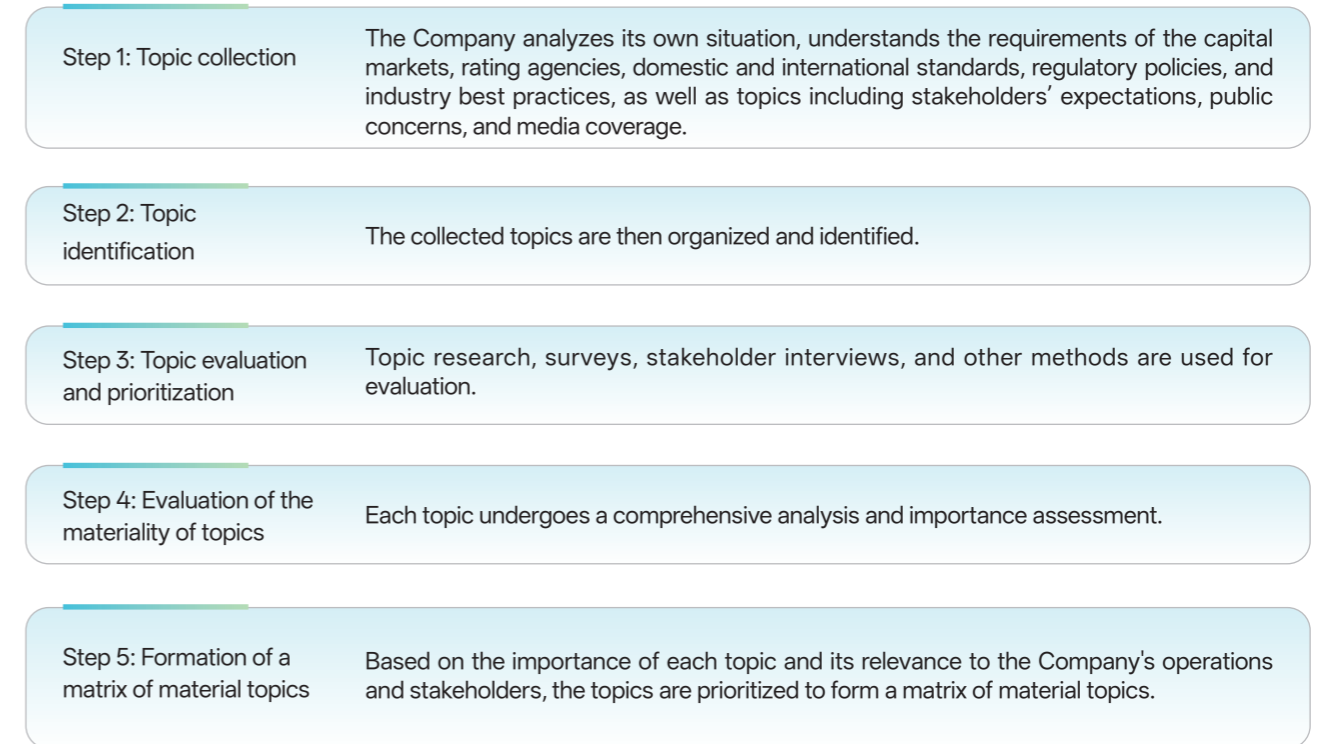 Step 1: Topic collection
The Company analyzes its own situation, understands the requirements of the capital
markets, rating agencies, domestic and international standards, regulatory policies, and
industry best practices, as well as topics including stakeholders’ expectations, public
concerns, and media coverage.
Step 2: Topic
identification
The collected topics are then organized and identified.
Step 3: Topic evaluation
and prioritization
Topic research, surveys, stakeholder interviews, and other methods are used for
evaluation.
Step 4: Evaluation of the
materiality of topics
Each topic undergoes a comprehensive analysis and importance assessment.
Step 5: Formation of a
matrix of material topics
Based on the importance of each topic and its relevance to the Company's operations
and stakeholders, the topics are prioritized to form a matrix of material topics.